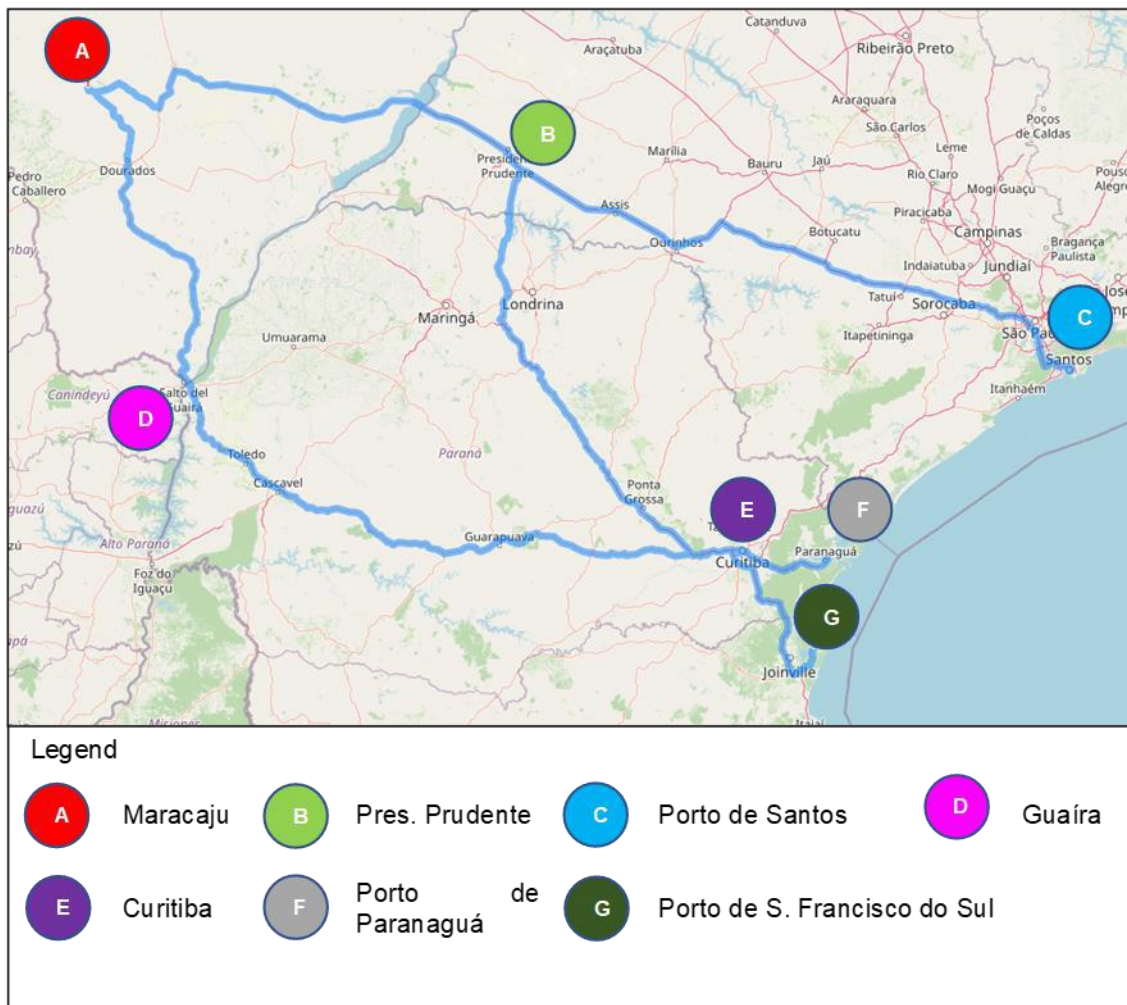 A
Catanduva
Araçatuba
Ribeirão Preto
B
Araraquara
Poços
de Caldas
São Carlos
Presidente
Prudente
Marília
Bauru
Jaú
Leme
Rio Claro
Mogi Guaçu
Pouso
Alegre
Dourados
Pedro
Caballero
Assis
Piracicaba
Campinas
Botucatu
Ourinhos
Bragança
Paulista
Indaiatuba
Jundiaí
Londrina
Maringá
Tatuí
Sorocaba
C
São
Itapetininga
Santos
Umuarama
Itanhaém
Canindeyú
Salto del
Guairá
D
Toledo
Paraná
Cascavel
Ponta
Grossa
E
F
Alto Paraná
Guarapuava
Curitiba
Paranaguá
Foz do
Iguaçu
G
Joinville
Misiones
Itajaí
Legend
A Maracaju
B Pres. Prudente
C Porto de Santos
D Guaíra
E Curitiba
F Porto de
Paranaguá
G Porto de S. Francisco do Sul